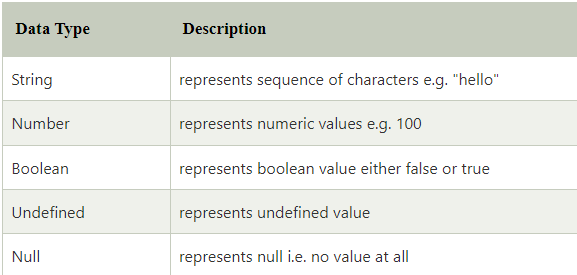 Data Type Description
String represents sequence of characters e.g. "hello"
Number represents numeric values e.g. 100
Boolean represents boolean value either false or true
Undefined represents undefined value
Null represents null i.e. no value at all